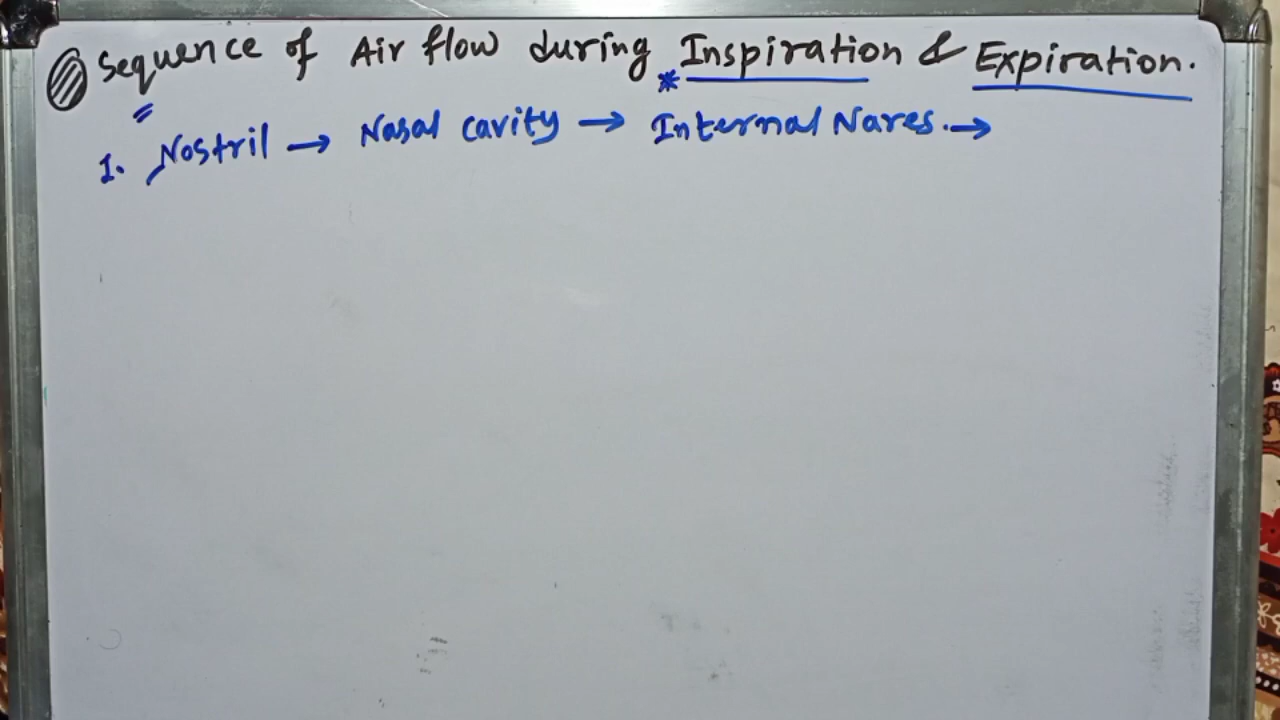 Sequence of Air flow during Inspiration & Expiration.
1. Nostril → Nasal cavity → Internal Nares. →